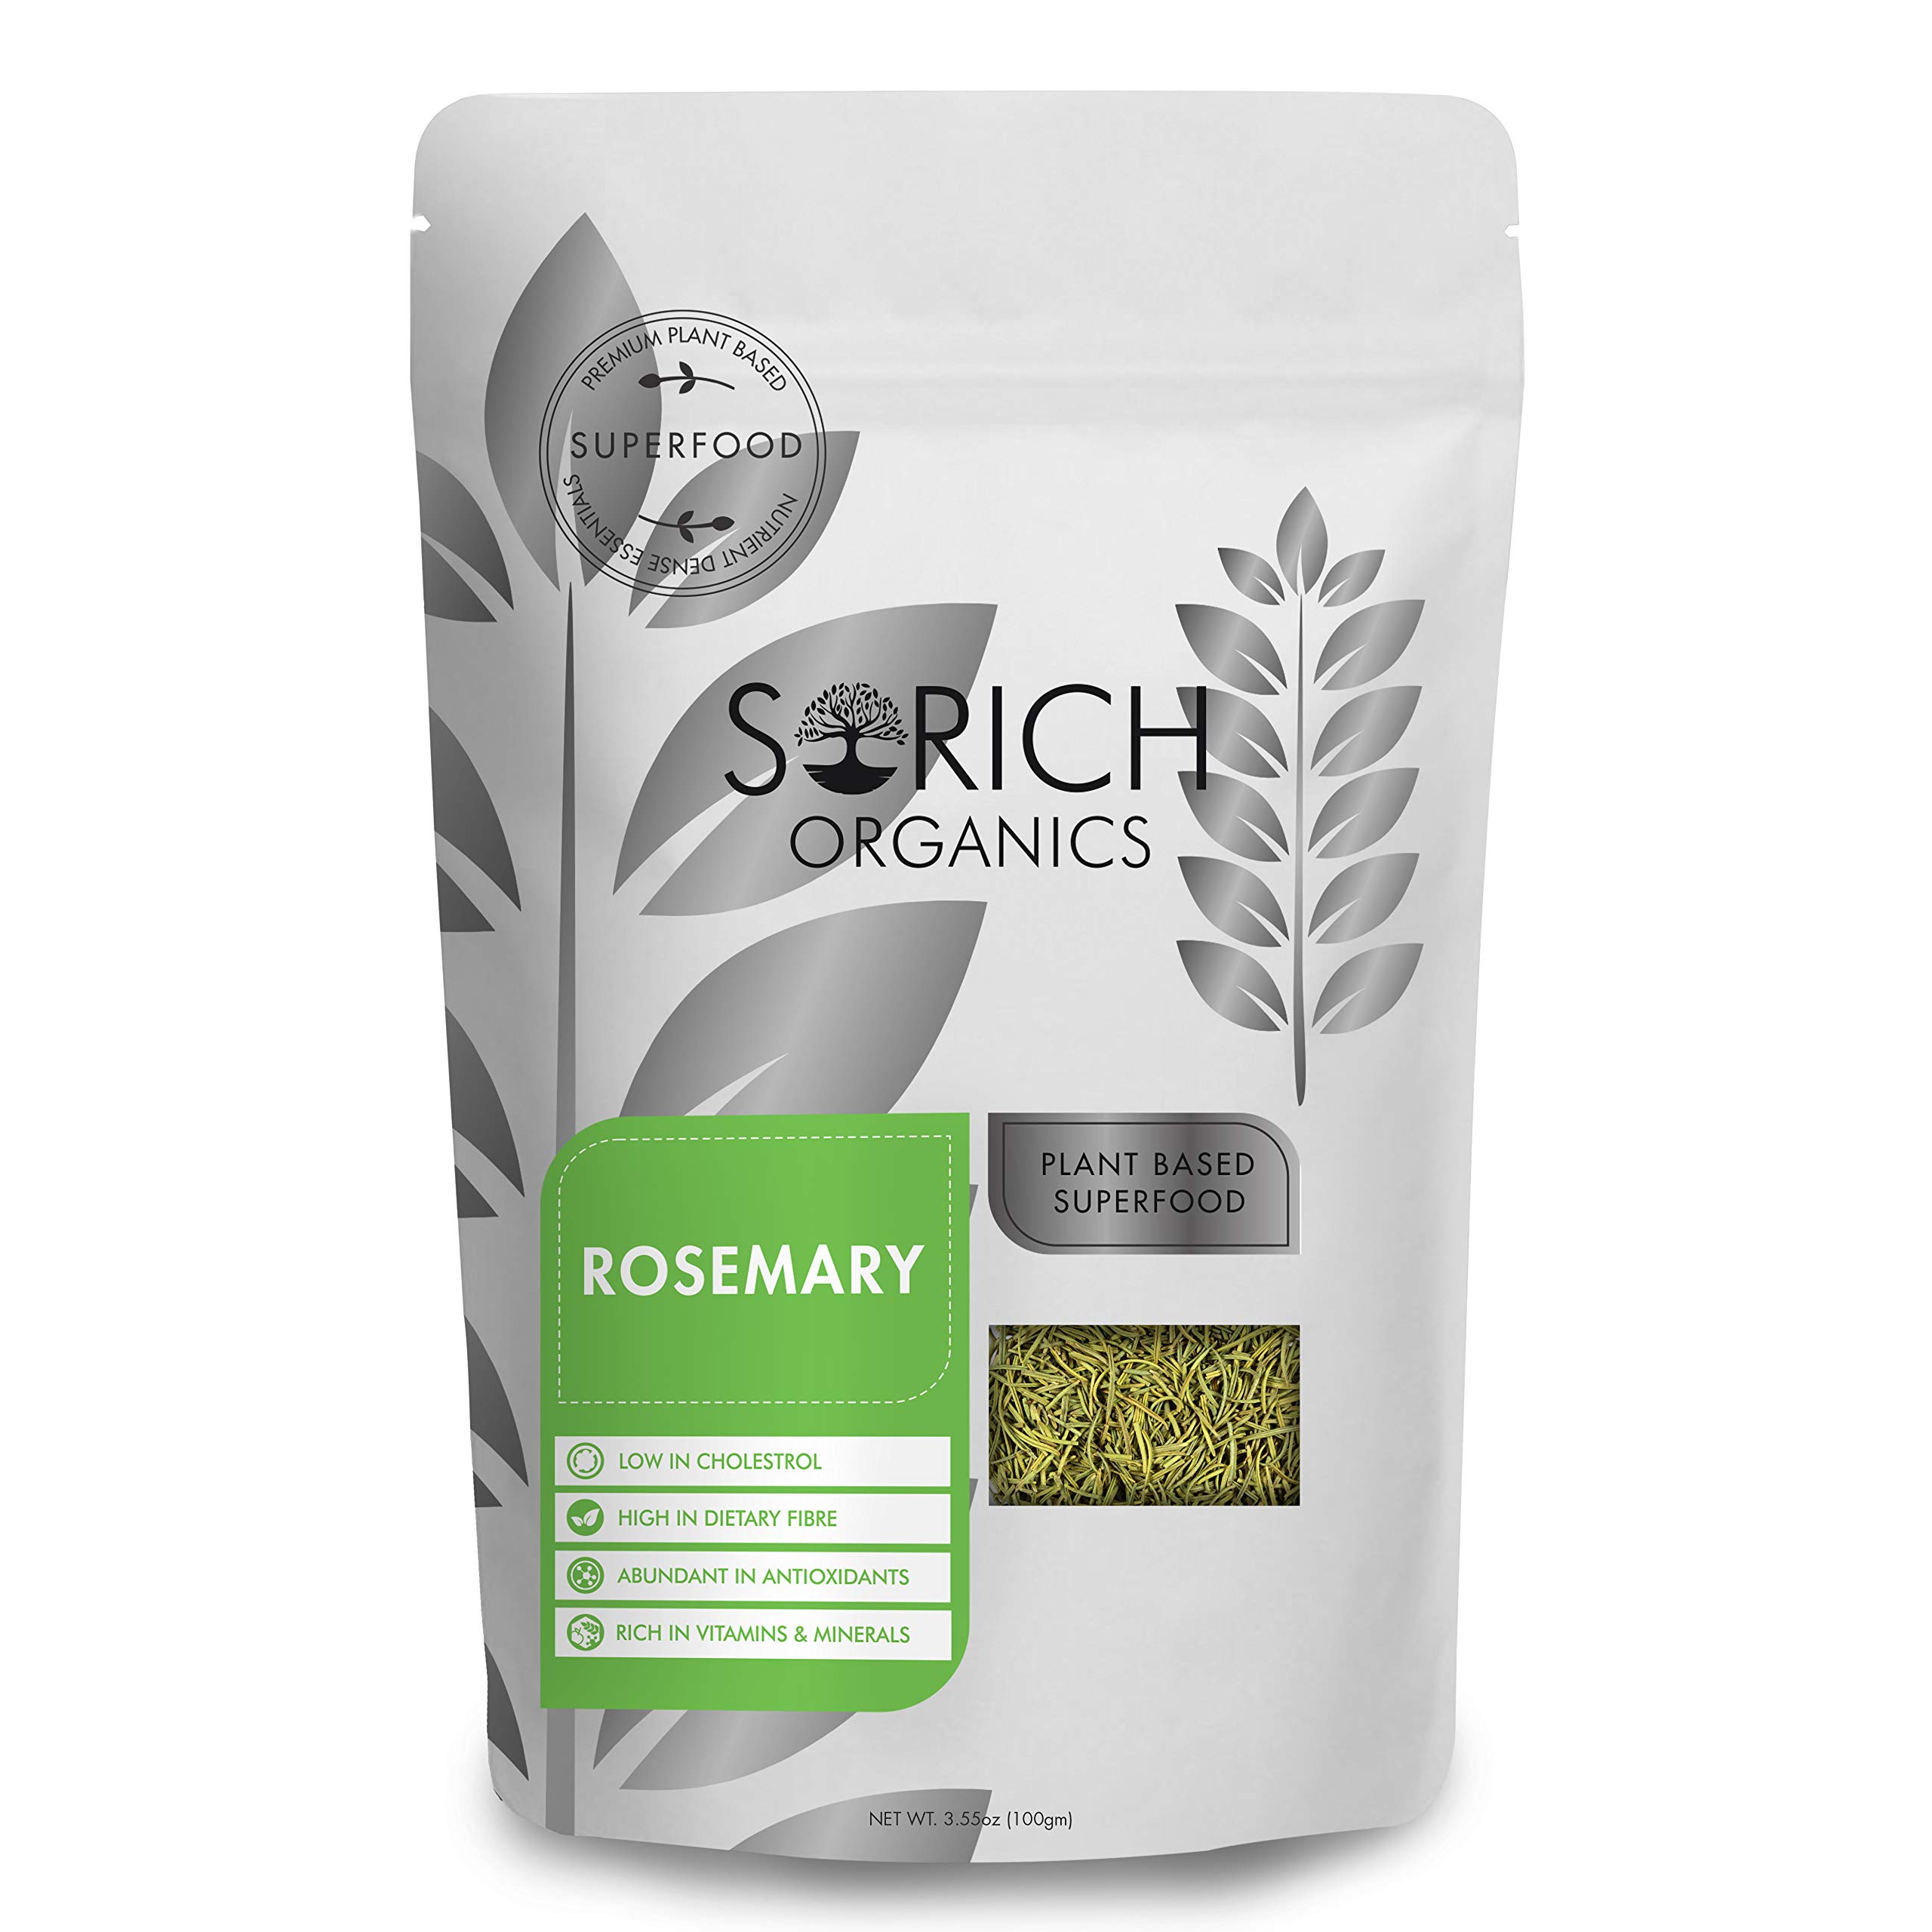 PREMIUM PLANT BASED
SUPERFOOD
NUTRIENT DENSE ESSENTIALS
SORICH
ORGANICS
PLANT BASED
SUPERFOOD
ROSEMARY
LOW IN CHOLESTROL
HIGH IN DIETARY FIBRE
ABUNDANT IN ANTIOXIDANTS
RICH IN VITAMINS & MINERALS
NET WT. 3.55oz (100gm)